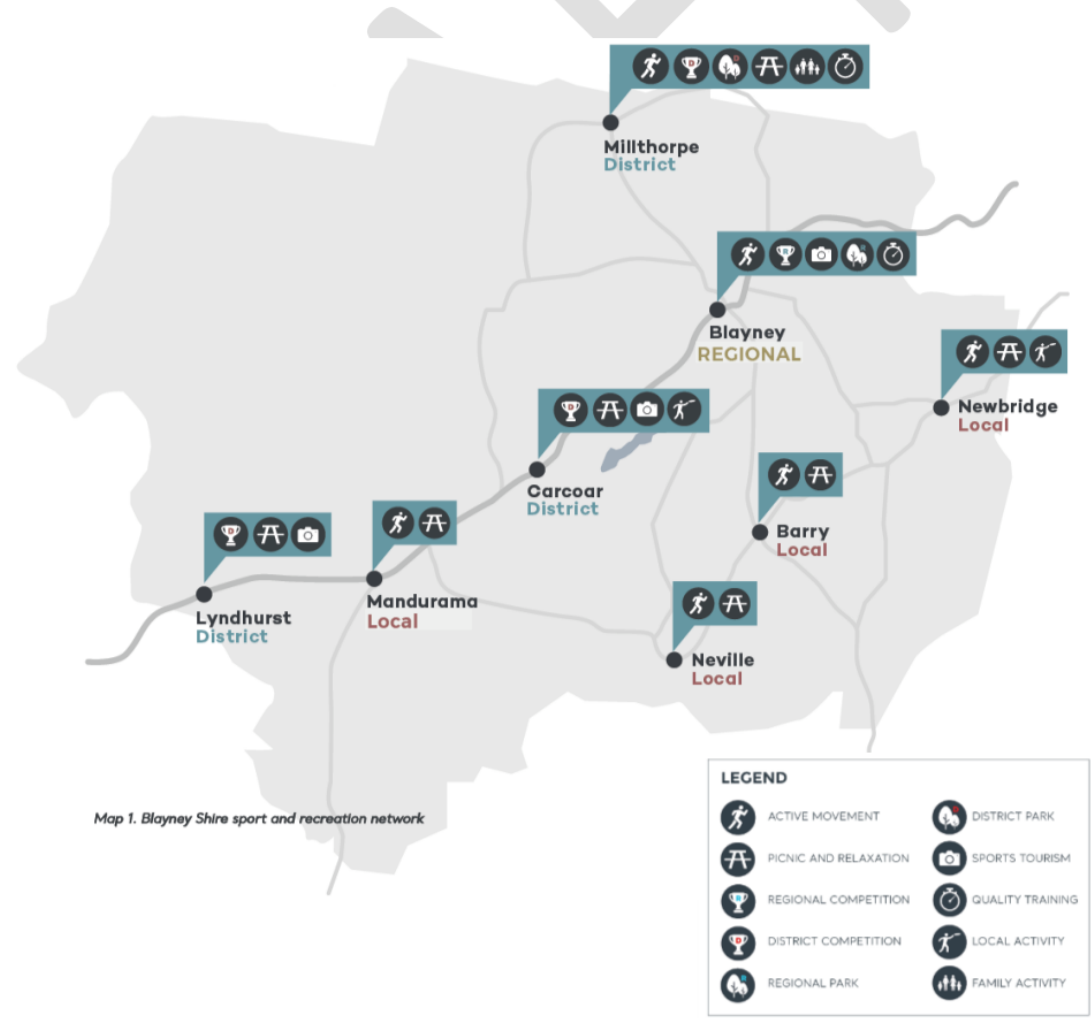 Millthorpe
District
Blayney
REGIONAL
Newbridge
Local
Carcoar
District
Barry
Local
Mandurama
Local
Lyndhurst
District
Neville
Local
Map 1. Blayney Shire sport and recreation network
LEGEND
ACTIVE MOVEMENT
PICNIC AND RELAXATION
REGIONAL COMPETITION
DISTRICT COMPETITION
REGIONAL PARK
DISTRICT PARK
SPORTS TOURISM
QUALITY TRAINING
LOCAL ACTIVITY
FAMILY ACTIVITY